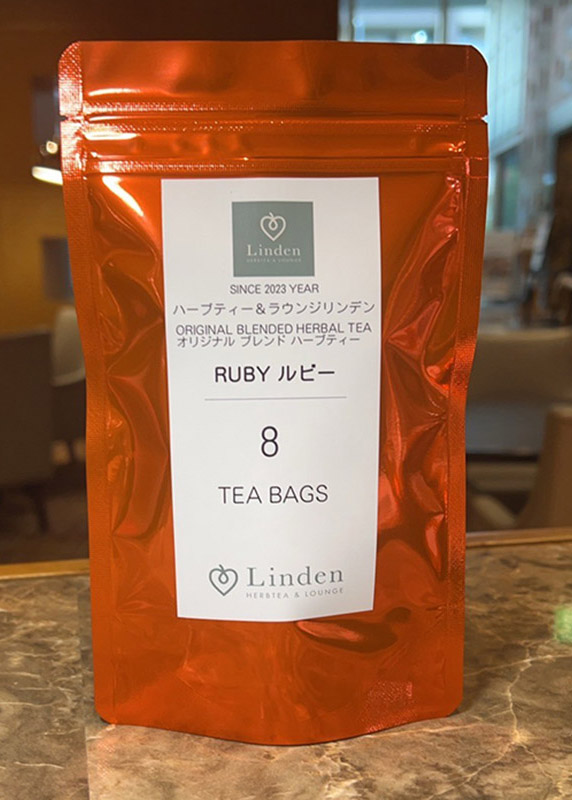 Linden
HERBTEA & LOUNGE
SINCE 2023 YEAR
ハーブティー＆ラウンジリンデン
ORIGINAL BLENDED HERBAL TEA
オリジナル ブレンド ハーブティー
RUBY ルビー
8
TEA BAGS
Linden
HERBTEA & LOUNGE